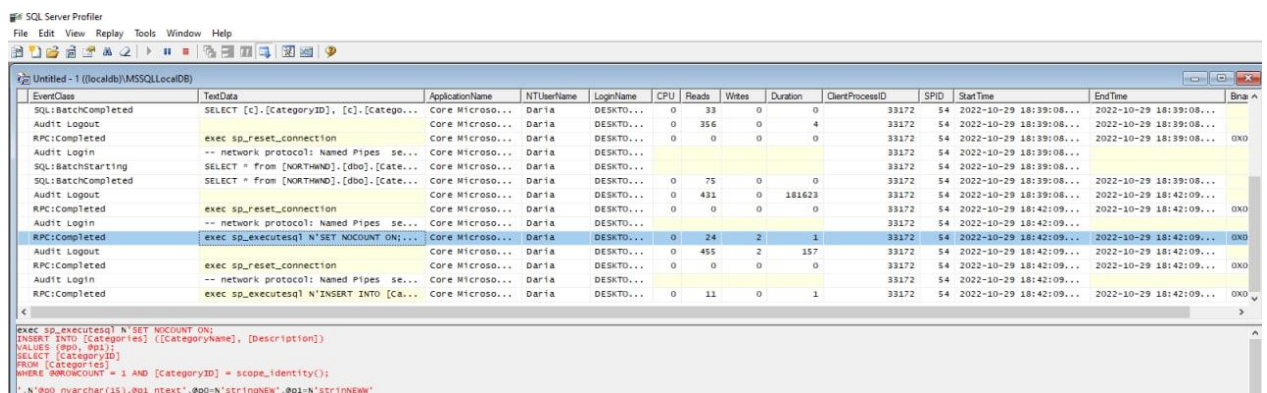 SQL Server Profiler
File Edit View Replay Tools Window Help
Untitled - 1 ((localdb)\MSSQLLocalDB)
EventClass TextData ApplicationName NTUserName LoginName CPU Reads Writes Duration ClientProcessID SPID StartTime EndTime Binar
SQL:BatchCompleted SELECT [c].[CategoryID], [c].[Catego... Core Microso... Daria DESKTO... 0 33 0 0 33172 54 2022-10-29 18:39:08... 2022-10-29 18:39:08...
Audit Logout Core Microso... Daria DESKTO... 0 356 0 4 33172 54 2022-10-29 18:39:08... 2022-10-29 18:39:08...
RPC:Completed exec sp_reset_connection Core Microso... Daria DESKTO... 0 0 0 0 33172 54 2022-10-29 18:39:08... 2022-10-29 18:39:08... 0X0
Audit Login -- network protocol: Named Pipes se... Core Microso... Daria DESKTO... 33172 54 2022-10-29 18:39:08...
SQL:BatchStarting SELECT * from [NORTHWND].[dbo].[Cate... Core Microso... Daria DESKTO... 33172 54 2022-10-29 18:39:08...
SQL:BatchCompleted SELECT * from [NORTHWND].[dbo].[Cate... Core Microso... Daria DESKTO... 0 75 0 0 33172 54 2022-10-29 18:39:08... 2022-10-29 18:39:08...
Audit Logout Core Microso... Daria DESKTO... 0 431 0 181623 33172 54 2022-10-29 18:39:08... 2022-10-29 18:42:09...
RPC:Completed exec sp_reset_connection Core Microso... Daria DESKTO... 0 0 0 0 33172 54 2022-10-29 18:42:09... 2022-10-29 18:42:09... 0X0
Audit Login -- network protocol: Named Pipes se... Core Microso... Daria DESKTO... 33172 54 2022-10-29 18:42:09...
RPC:Completed exec sp_executesql N'SET NOCOUNT ON;... Core Microso... Daria DESKTO... 0 24 2 1 33172 54 2022-10-29 18:42:09... 2022-10-29 18:42:09... 0X0
Audit Logout Core Microso... Daria DESKTO... 0 455 2 157 33172 54 2022-10-29 18:42:09... 2022-10-29 18:42:09...
RPC:Completed exec sp_reset_connection Core Microso... Daria DESKTO... 0 0 0 0 33172 54 2022-10-29 18:42:09... 2022-10-29 18:42:09... 0X0
Audit Login -- network protocol: Named Pipes se... Core Microso... Daria DESKTO... 33172 54 2022-10-29 18:42:09...
RPC:Completed exec sp_executesql N'INSERT INTO [Ca... Core Microso... Daria DESKTO... 0 11 0 1 33172 54 2022-10-29 18:42:09... 2022-10-29 18:42:09... 0X0
exec sp_executesql N'SET NOCOUNT ON;
INSERT INTO [Categories] ([CategoryName], [Description])
VALUES (@p0, @p1);
SELECT [CategoryID]
FROM [Categories]
WHERE @@ROWCOUNT = 1 AND [CategoryID] = scope_identity();
',N'@p0 nvarchar(15),@p1 ntext',@p0=N'stringNEW',@p1=N'strinNEWW'